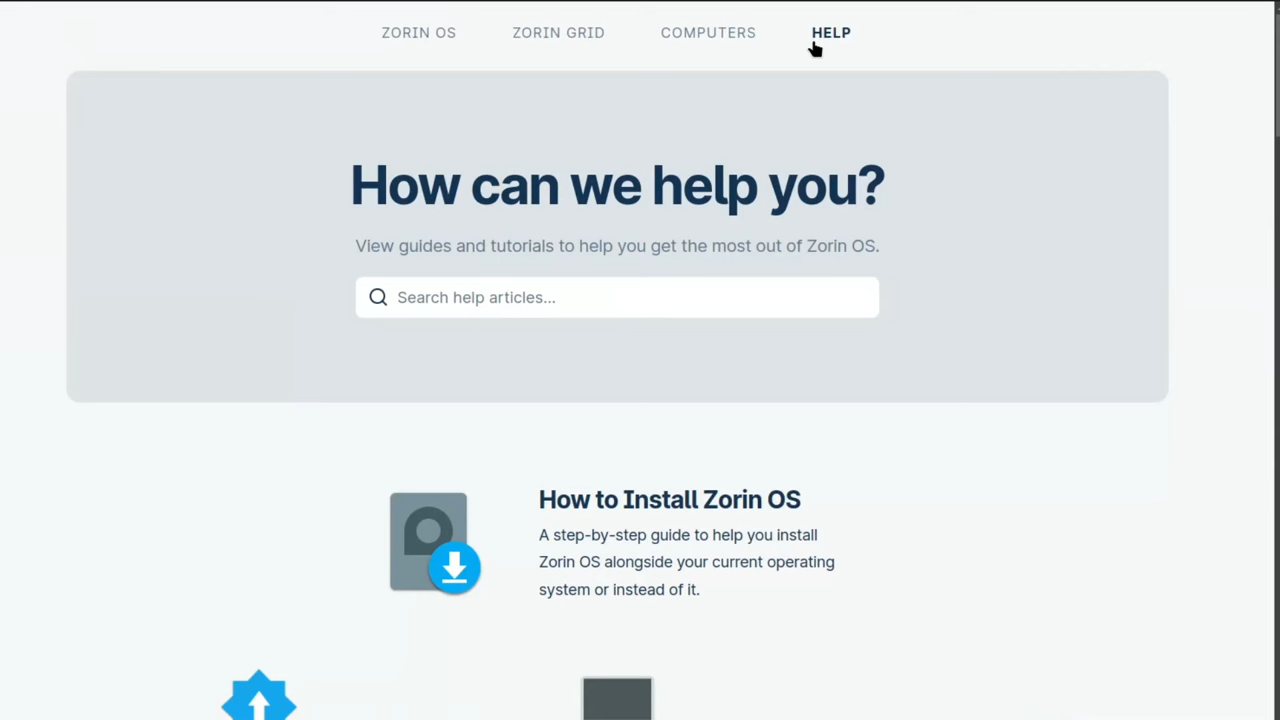 ZORIN OS ZORIN GRID COMPUTERS HELP
How can we help you?
View guides and tutorials to help you get the most out of Zorin OS.
Search help articles...
How to Install Zorin OS
A step-by-step guide to help you install
Zorin OS alongside your current operating
system or instead of it.